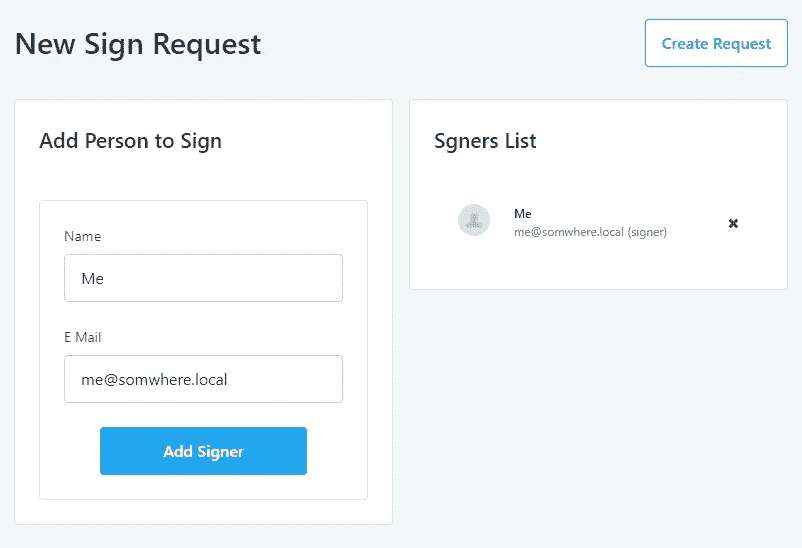 New Sign Request
Create Request
Add Person to Sign
Name
Me
E Mail
me@somwhere.local
Add Signer
Sgners List
Me
me@somwhere.local (signer)